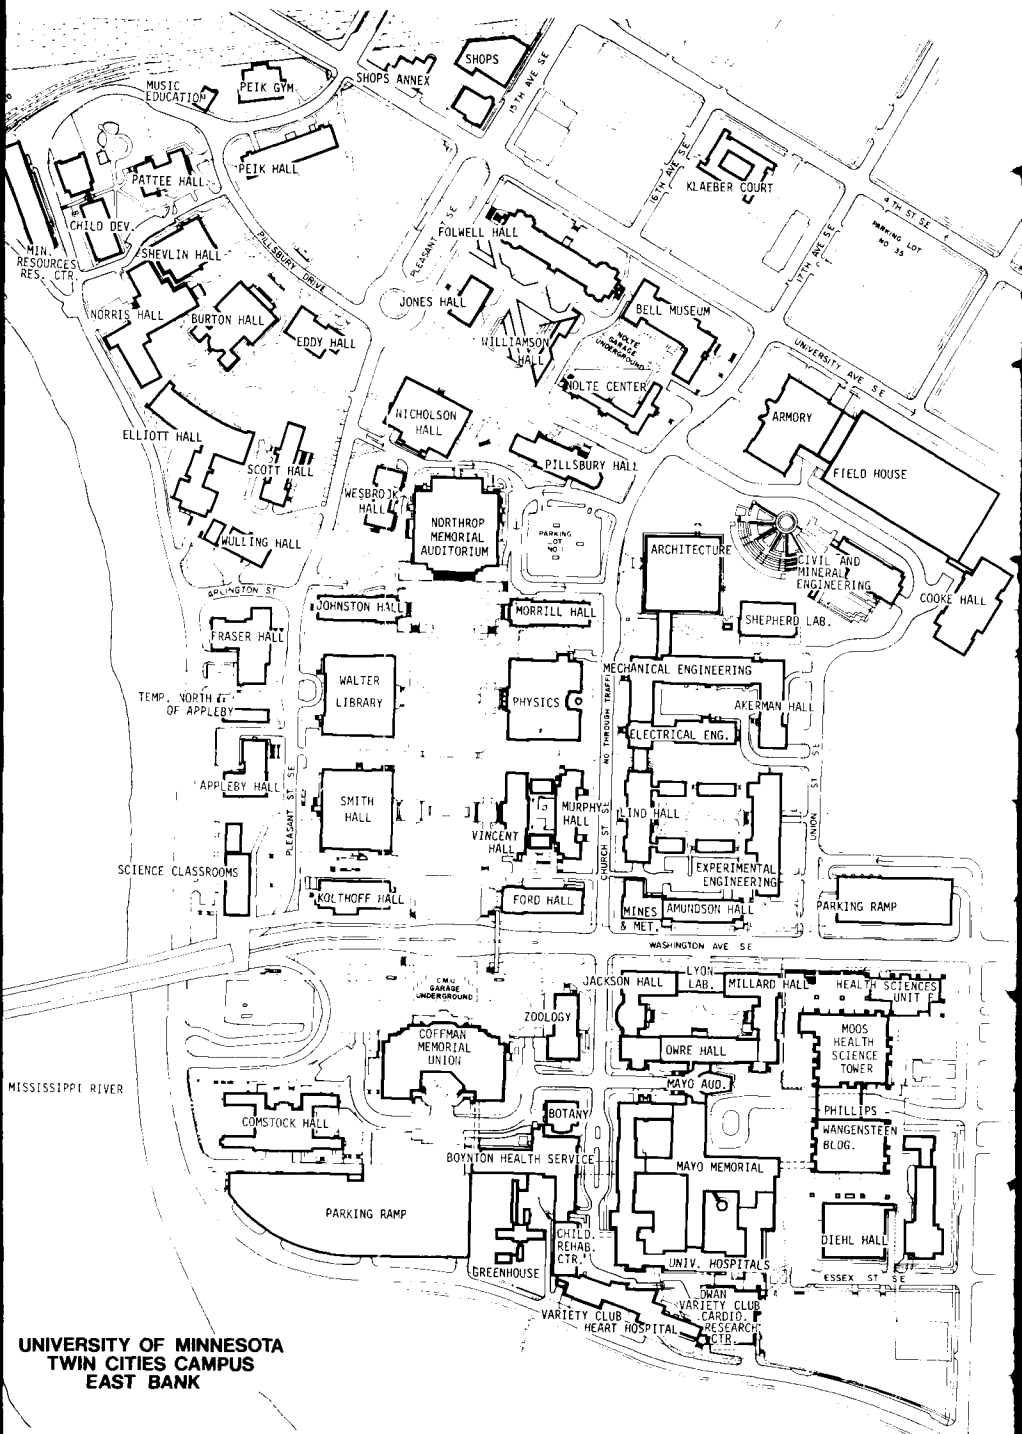 SHOPS
SHOPS ANNEX
15TH AVE SE
MUSIC
EDUCATION
PEIK GYM
PEIK HALL
16TH AVE SE
KLAEBER COURT
4TH ST SE
PARKING LOT
NO 35
17TH AVE SE
PATTEE HALL
CHILD DEV.
MIN.
RESOURCES
RES. CTR.
SHEVLIN HALL
PILLSBURY DRIVE
PLEASANT ST SE
FOLWELL HALL
NORRIS HALL
BURTON HALL
EDDY HALL
JONES HALL
WILLIAMSON
HALL
BELL MUSEUM
NOLTE
GARAGE
UNDERGROUND
NOLTE CENTER
UNIVERSITY AVE SE
ELLIOTT HALL
NICHOLSON
HALL
ARMORY
FIELD HOUSE
SCOTT HALL
WESBROOK
HALL
PILLSBURY HALL
WULLING HALL
NORTHROP
MEMORIAL
AUDITORIUM
PARKING
LOT
NO 1
ARCHITECTURE
CIVIL AND
MINERAL
ENGINEERING
COOKE HALL
ARLINGTON ST
JOHNSTON HALL
MORRILL HALL
SHEPHERD LAB.
FRASER HALL
WALTER
LIBRARY
PHYSICS
MECHANICAL ENGINEERING
TEMP. NORTH
OF APPLEBY
AKERMAN HALL
ELECTRICAL ENG.
NO THROUGH TRAFFIC
APPLEBY HALL
PLEASANT ST SE
SMITH
HALL
VINCENT
HALL
MURPHY
HALL
CHURCH ST SE
LIND HALL
UNION ST SE
SCIENCE CLASSROOMS
EXPERIMENTAL
ENGINEERING
KOLTHOFF HALL
FORD HALL
MINES
& MET.
AMUNDSON HALL
PARKING RAMP
WASHINGTON AVE SE
C.M.U
GARAGE
UNDERGROUND
JACKSON HALL
LYON
LAB.
MILLARD HALL
HEALTH SCIENCES
UNIT F
COFFMAN
MEMORIAL
UNION
ZOOLOGY
OWRE HALL
MOOS
HEALTH
SCIENCE
TOWER
MISSISSIPPI RIVER
MAYO AUD.
COMSTOCK HALL
BOTANY
PHILLIPS
WANGENSTEEN
BLDG.
BOYNTON HEALTH SERVICE
MAYO MEMORIAL
PARKING RAMP
CHILD
REHAB.
CTR.
DIEHL HALL
GREENHOUSE
UNIV. HOSPITALS
ESSEX ST SE
VARIETY CLUB
HEART HOSPITAL
DWAN
VARIETY CLUB
CARDIO.
RESEARCH
CTR.
UNIVERSITY OF MINNESOTA
TWIN CITIES CAMPUS
EAST BANK